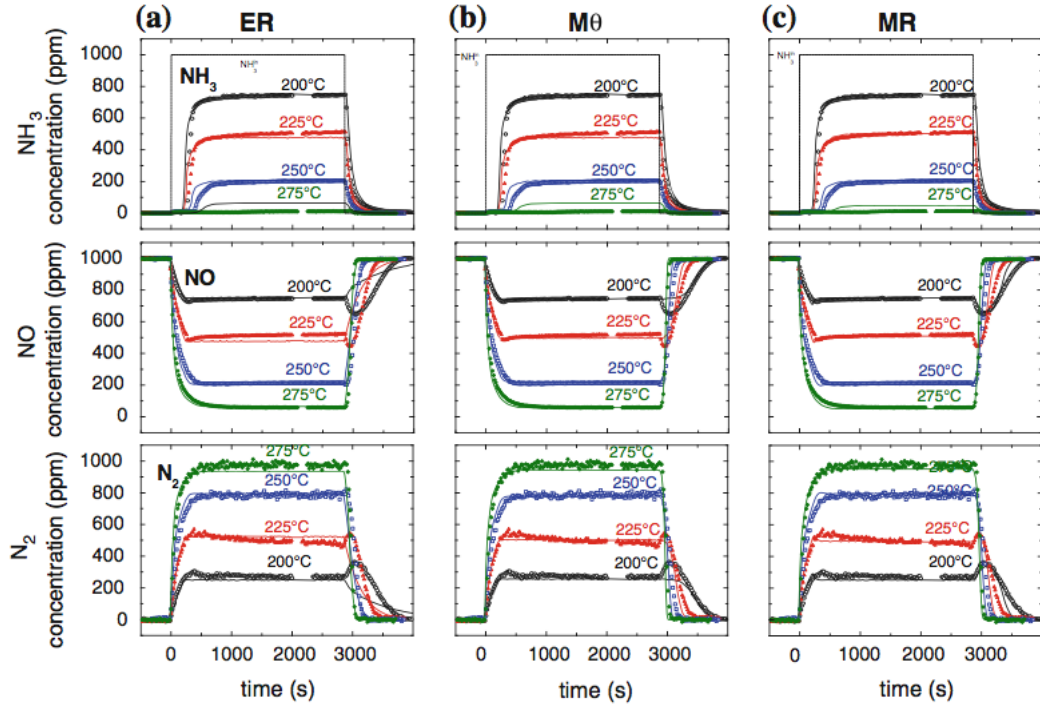 (a) ER
(b) Mθ
(c) MR
NH3 concentration (ppm)
1000
800
600
400
200
0
NH3
NH3in
200°C
225°C
250°C
275°C
NH3in
200°C
225°C
250°C
275°C
NH3in
200°C
225°C
250°C
275°C
NO concentration (ppm)
1000
800
600
400
200
0
NO
200°C
225°C
250°C
275°C
200°C
225°C
250°C
275°C
200°C
225°C
250°C
275°C
N2 concentration (ppm)
1000
800
600
400
200
0
N2
275°C
250°C
225°C
200°C
275°C
250°C
225°C
200°C
275°C
250°C
225°C
200°C
0 1000 2000 3000
0 1000 2000 3000
0 1000 2000 3000
time (s)
time (s)
time (s)